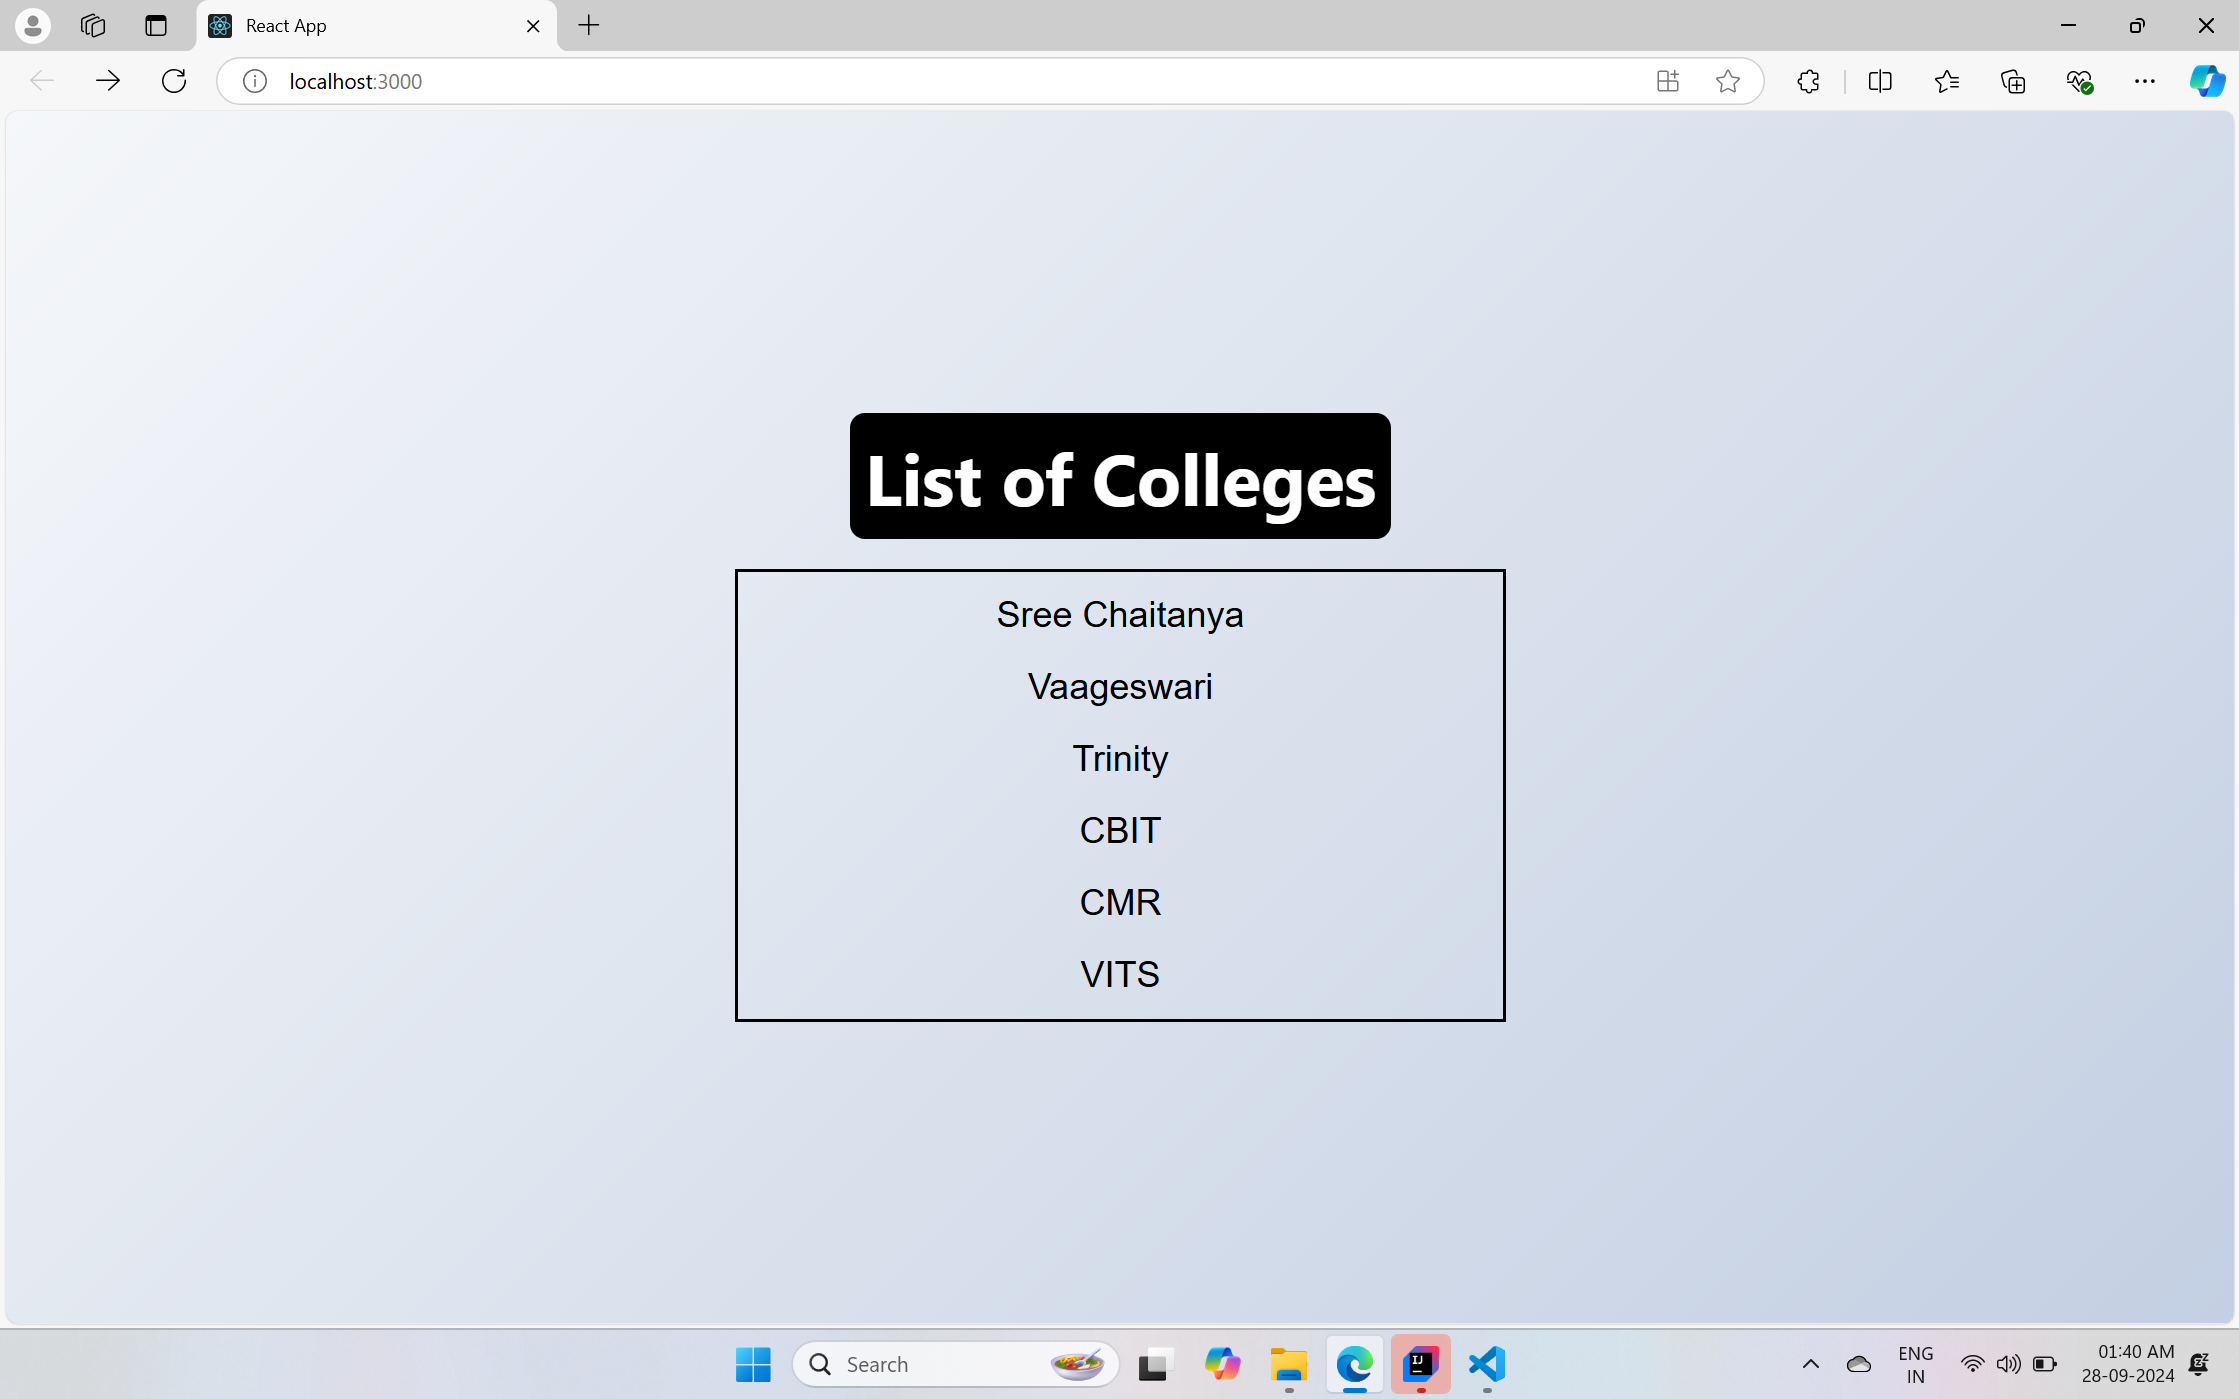 React App
localhost:3000
List of Colleges
Sree Chaitanya
Vaageswari
Trinity
CBIT
CMR
VITS
Search
ENG
IN
01:40 AM
28-09-2024